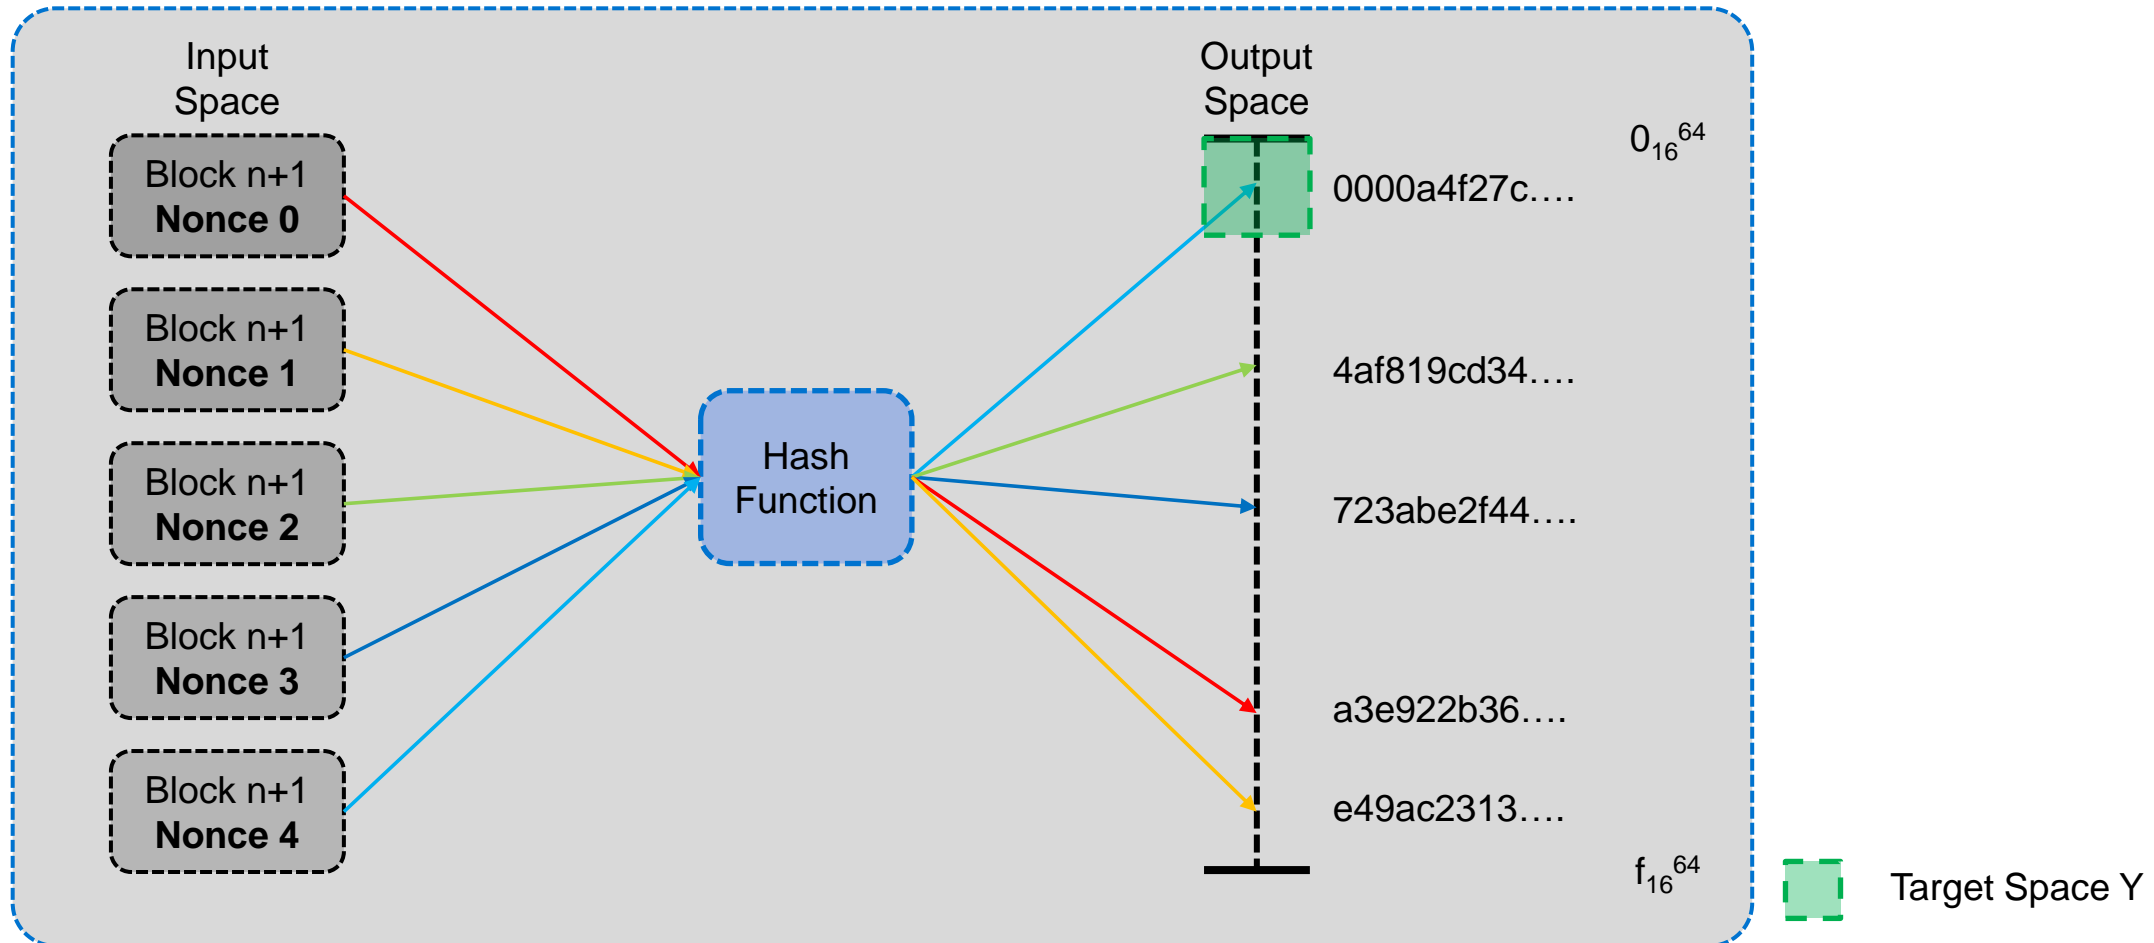 Input
Space
Block n+1
Nonce 0
Block n+1
Nonce 1
Block n+1
Nonce 2
Block n+1
Nonce 3
Block n+1
Nonce 4
Hash
Function
Output
Space
0₁₆⁶⁴
0000a4f27c….
4af819cd34….
723abe2f44….
a3e922b36….
e49ac2313….
f₁₆⁶⁴
Target Space Y